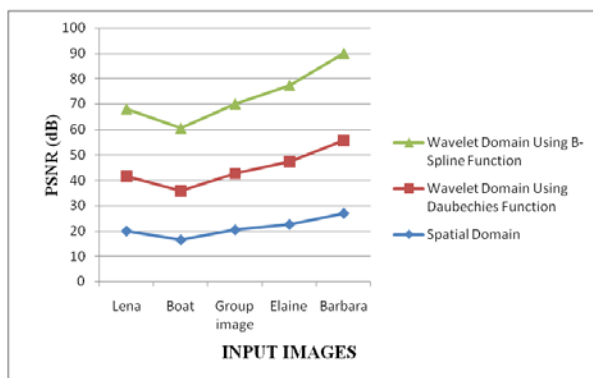 100
90
80
70
60
50
40
30
20
10
0
PSNR (dB)
Lena
Boat
Group
image
Elaine
Barbara
INPUT IMAGES
Wavelet Domain Using B-
Spline Function
Wavelet Domain Using
Daubechies Function
Spatial Domain